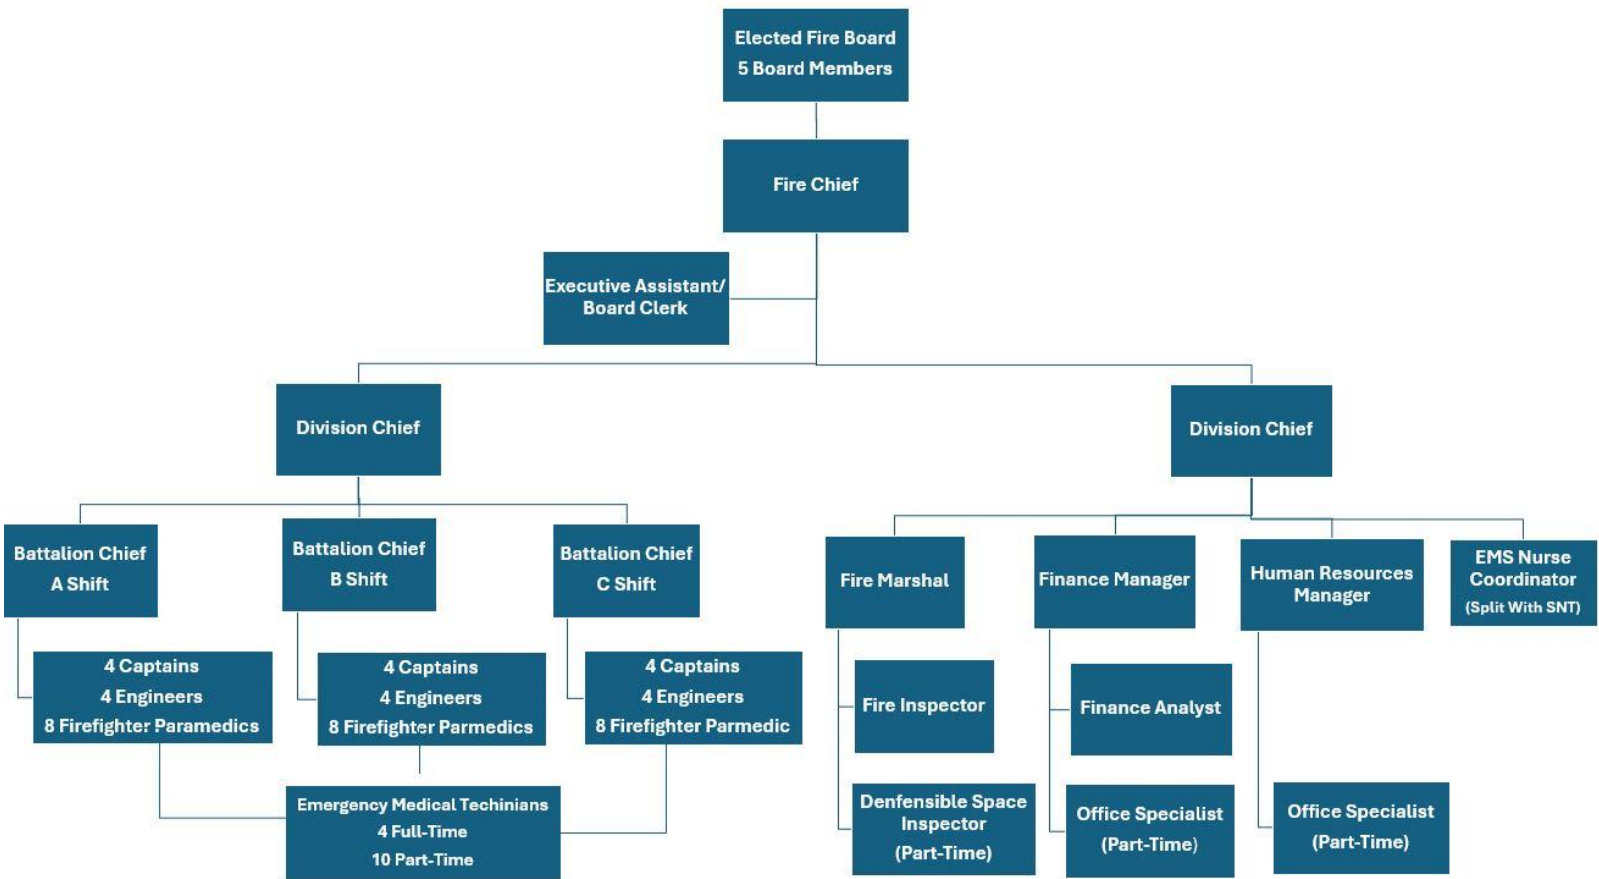 Elected Fire Board
5 Board Members
Fire Chief
Executive Assistant/
Board Clerk
Division Chief
Division Chief
Battalion Chief
A Shift
Battalion Chief
B Shift
Battalion Chief
C Shift
Fire Marshal
Finance Manager
Human Resources
Manager
EMS Nurse
Coordinator
(Split With SNT)
4 Captains
4 Engineers
8 Firefighter Paramedics
4 Captains
4 Engineers
8 Firefighter Parmedics
4 Captains
4 Engineers
8 Firefighter Parmedic
Fire Inspector
Finance Analyst
Emergency Medical Techinians
4 Full-Time
10 Part-Time
Denfensible Space
Inspector
(Part-Time)
Office Specialist
(Part-Time)
Office Specialist
(Part-Time)